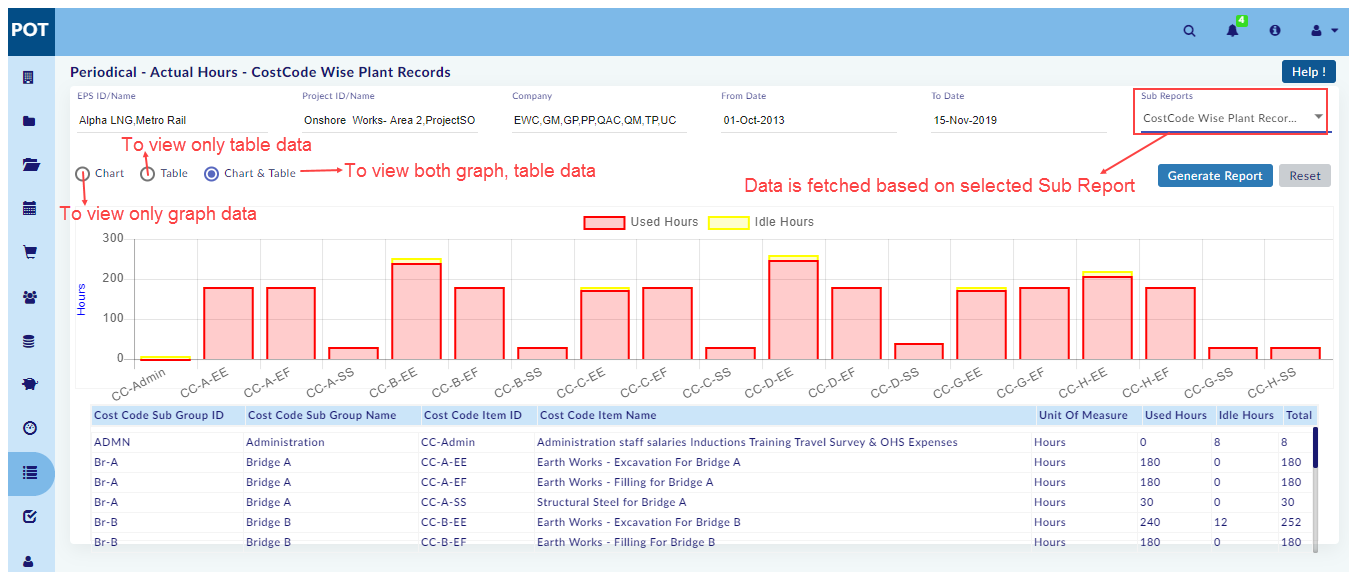 POT
4
Periodical - Actual Hours - CostCode Wise Plant Records
Help !
EPS ID/Name
Project ID/Name
Company
From Date
To Date
Sub Reports
Alpha LNG,Metro Rail
Onshore Works- Area 2,ProjectSO
EWC,GM,GP,PP,QAC,QM,TP,UC
01-Oct-2013
15-Nov-2019
CostCode Wise Plant Recor...
To view only table data
Chart
Table
Chart & Table
To view both graph, table data
Generate Report
Reset
Data is fetched based on selected Sub Report
To view only graph data
Used Hours
Idle Hours
300
200
100
0
Hours
CC-Admin
CC-A-EE
CC-A-EF
CC-A-SS
CC-B-EE
CC-B-EF
CC-B-SS
CC-C-EE
CC-C-EF
CC-C-SS
CC-D-EE
CC-D-EF
CC-D-SS
CC-G-EE
CC-G-EF
CC-H-EE
CC-H-EF
CC-G-SS
CC-H-SS
Cost Code Sub Group ID Cost Code Sub Group Name Cost Code Item ID Cost Code Item Name Unit Of Measure Used Hours Idle Hours Total
ADMN Administration CC-Admin Administration staff salaries Inductions Training Travel Survey & OHS Expenses Hours 0 8 8
Br-A Bridge A CC-A-EE Earth Works - Excavation For Bridge A Hours 180 0 180
Br-A Bridge A CC-A-EF Earth Works - Filling for Bridge A Hours 180 0 180
Br-A Bridge A CC-A-SS Structural Steel for Bridge A Hours 30 0 30
Br-B Bridge B CC-B-EE Earth Works - Excavation For Bridge B Hours 240 12 252
Br-B Bridge B CC-B-EF Earth Works - Filling For Bridge B Hours 180 0 180